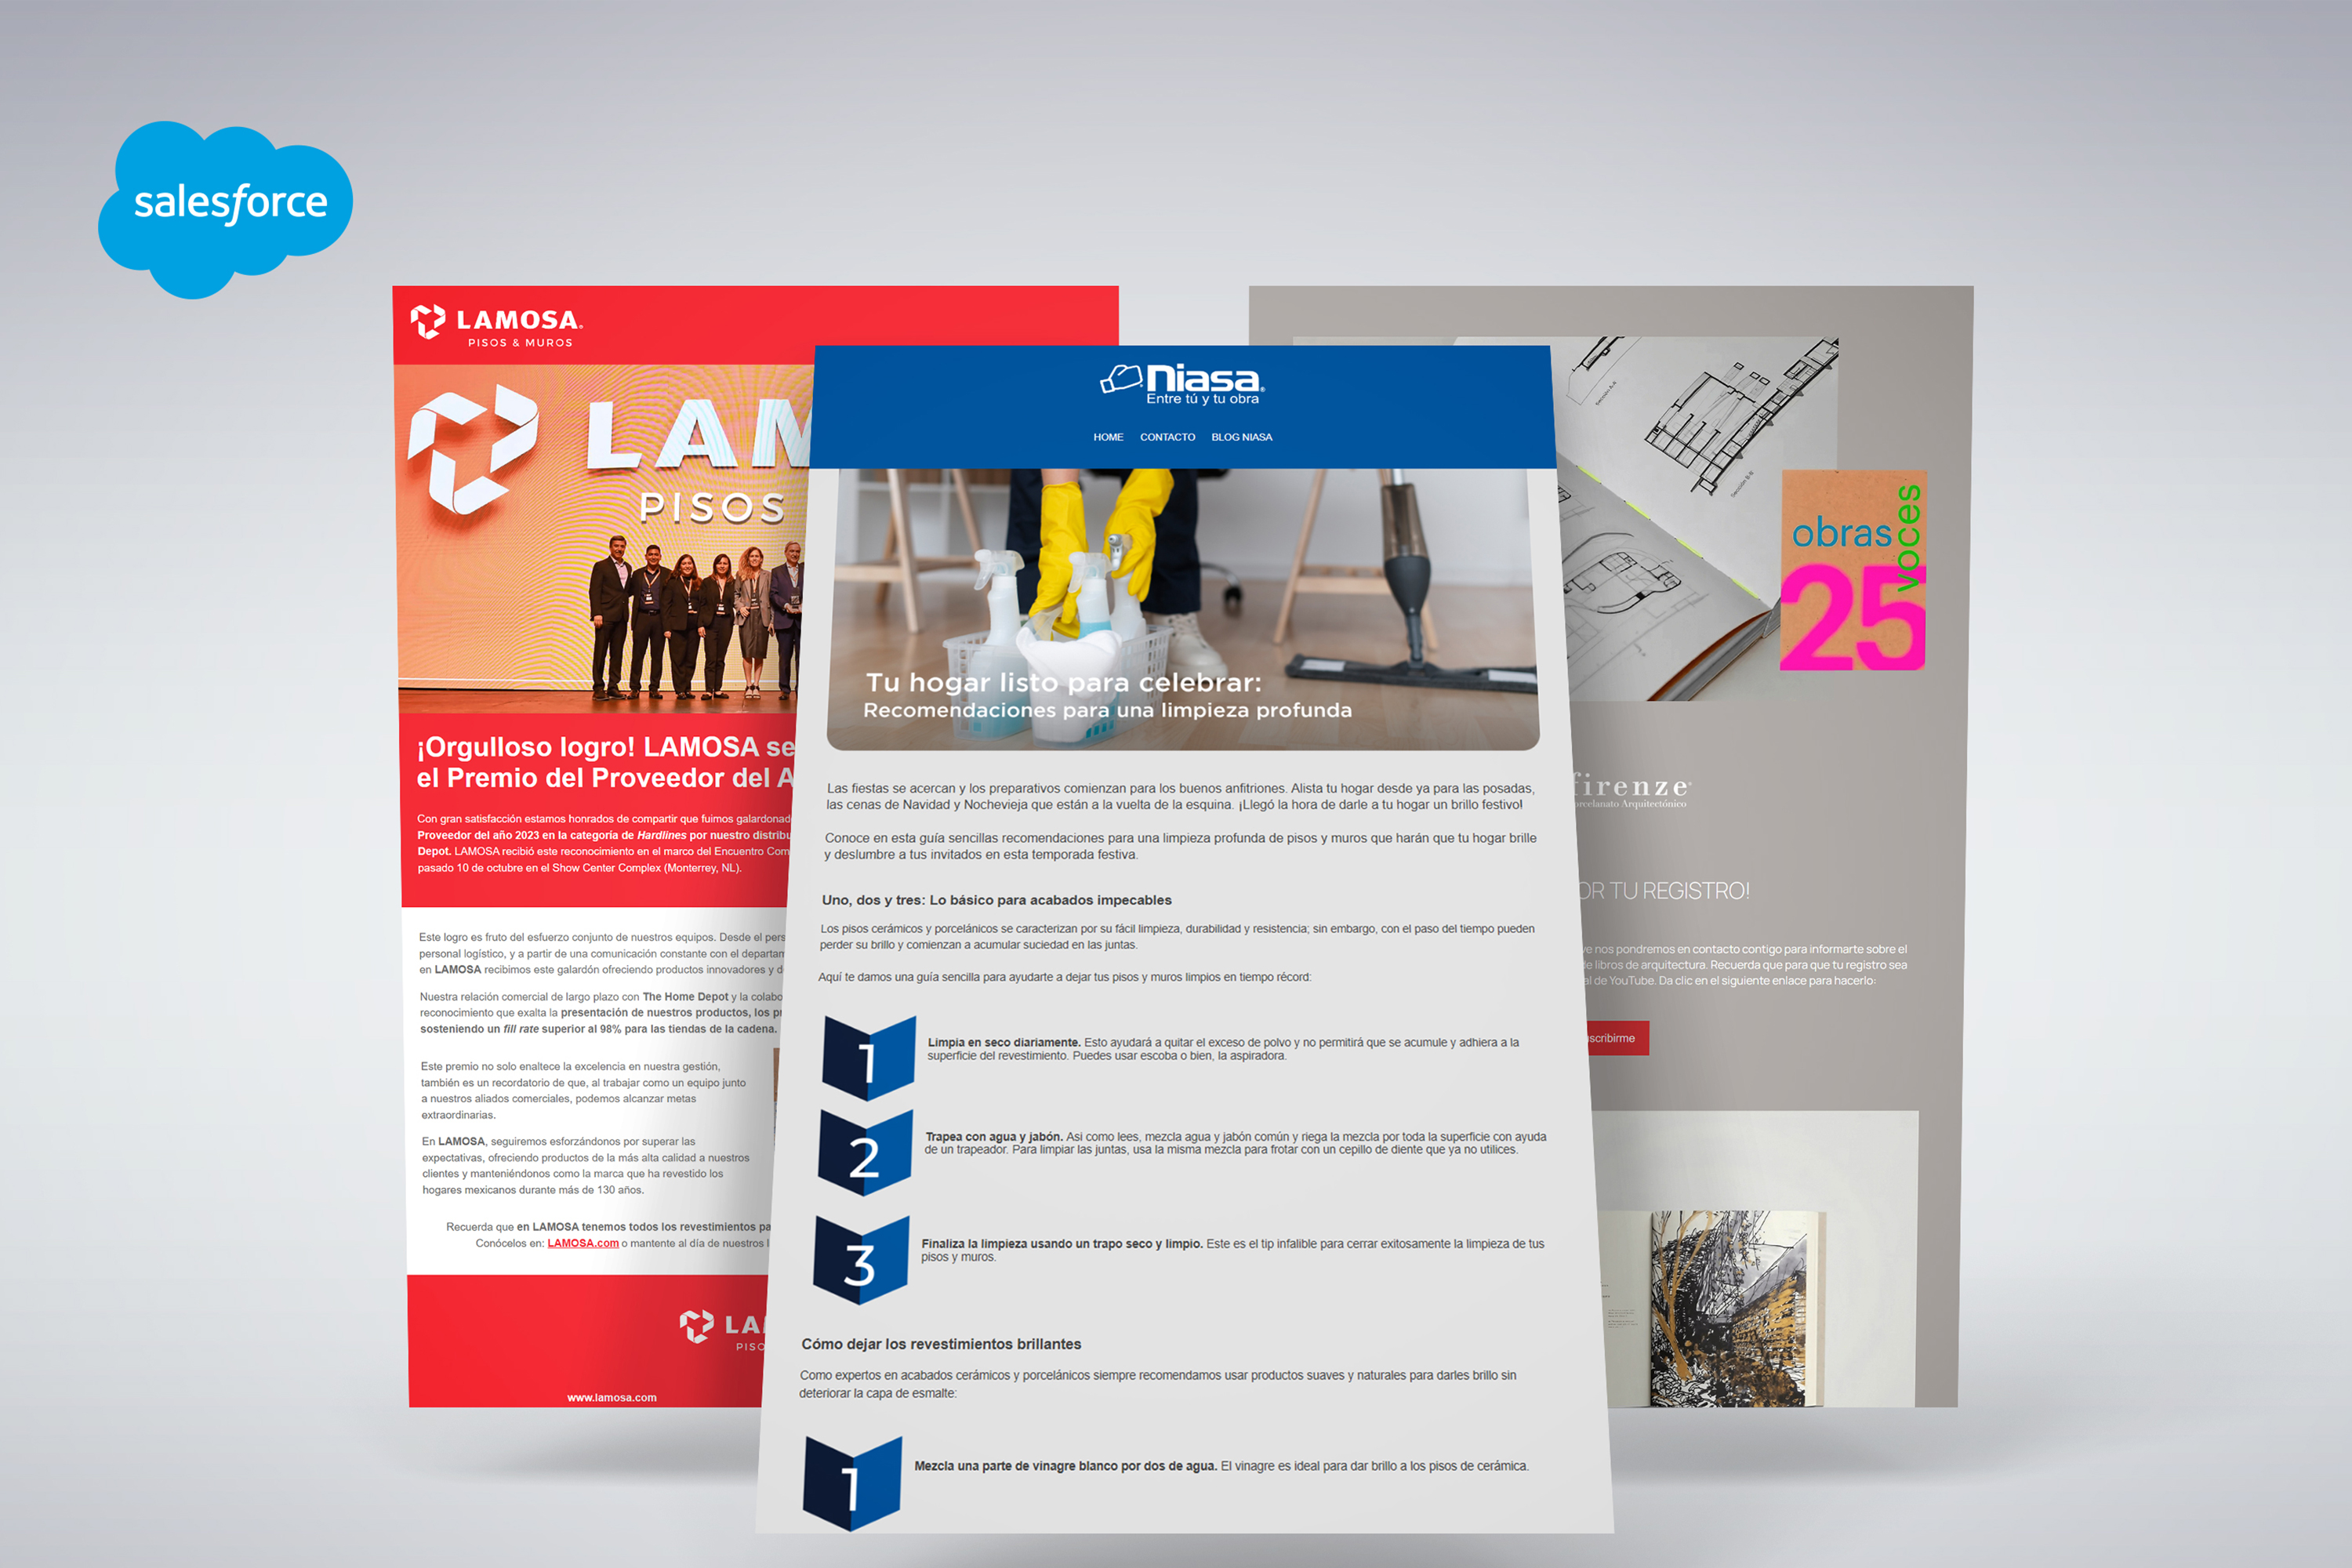 salesforce
LAMOSA
PISOS & MUROS
LAM
PISOS
¡Orgulloso logro! LAMOSA se
el Premio del Proveedor del A
Con gran satisfacción estamos honrados de compartir que fuimos galardonad
Proveedor del año 2023 en la categoría de Hardlines por nuestro distribu
Depot. LAMOSA recibió este reconocimiento en el marco del Encuentro Com
pasado 10 de octubre en el Show Center Complex (Monterrey, NL).
Este logro es fruto del esfuerzo conjunto de nuestros equipos. Desde el pers
personal logístico, y a partir de una comunicación constante con el departam
en LAMOSA recibimos este galardón ofreciendo productos innovadores y d
Nuestra relación comercial de largo plazo con The Home Depot y la colabo
reconocimiento que exalta la presentación de nuestros productos, los pr
sosteniendo un fill rate superior al 98% para las tiendas de la cadena.
Este premio no solo enaltece la excelencia en nuestra gestión,
también es un recordatorio de que, al trabajar como un equipo junto
a nuestros aliados comerciales, podemos alcanzar metas
extraordinarias.
En LAMOSA, seguiremos esforzándonos por superar las
expectativas, ofreciendo productos de la más alta calidad a nuestros
clientes y manteniéndonos como la marca que ha revestido los
hogares mexicanos durante más de 130 años.
Recuerda que en LAMOSA tenemos todos los revestimientos pa
Conócelos en: LAMOSA.com o mantente al día de nuestros l
LA
PISO
www.lamosa.com
Niasa
Entre tú y tu obra
HOME CONTACTO BLOG NIASA
Tu hogar listo para celebrar:
Recomendaciones para una limpieza profunda
Las fiestas se acercan y los preparativos comienzan para los buenos anfitriones. Alista tu hogar desde ya para las posadas,
las cenas de Navidad y Nochevieja que están a la vuelta de la esquina. ¡Llegó la hora de darle a tu hogar un brillo festivo!
Conoce en esta guía sencillas recomendaciones para una limpieza profunda de pisos y muros que harán que tu hogar brille
y deslumbre a tus invitados en esta temporada festiva.
Uno, dos y tres: Lo básico para acabados impecables
Los pisos cerámicos y porcelánicos se caracterizan por su fácil limpieza, durabilidad y resistencia; sin embargo, con el paso del tiempo pueden
perder su brillo y comienzan a acumular suciedad en las juntas.
Aquí te damos una guía sencilla para ayudarte a dejar tus pisos y muros limpios en tiempo récord:
1
Limpia en seco diariamente. Esto ayudará a quitar el exceso de polvo y no permitirá que se acumule y adhiera a la
superficie del revestimiento. Puedes usar escoba o bien, la aspiradora.
2
Trapea con agua y jabón. Asi como lees, mezcla agua y jabón común y riega la mezcla por toda la superficie con ayuda
de un trapeador. Para limpiar las juntas, usa la misma mezcla para frotar con un cepillo de diente que ya no utilices.
3
Finaliza la limpieza usando un trapo seco y limpio. Este es el tip infalible para cerrar exitosamente la limpieza de tus
pisos y muros.
Cómo dejar los revestimientos brillantes
Como expertos en acabados cerámicos y porcelánicos siempre recomendamos usar productos suaves y naturales para darles brillo sin
deteriorar la capa de esmalte:
1
Mezcla una parte de vinagre blanco por dos de agua. El vinagre es ideal para dar brillo a los pisos de cerámica.
obras
voces
25
firenze
orcelanato Arquitectónico
OR TU REGISTRO!
ve nos pondremos en contacto contigo para informarte sobre el
e libros de arquitectura. Recuerda que para que tu registro sea
al de YouTube. Da clic en el siguiente enlace para hacerlo:
scribirme